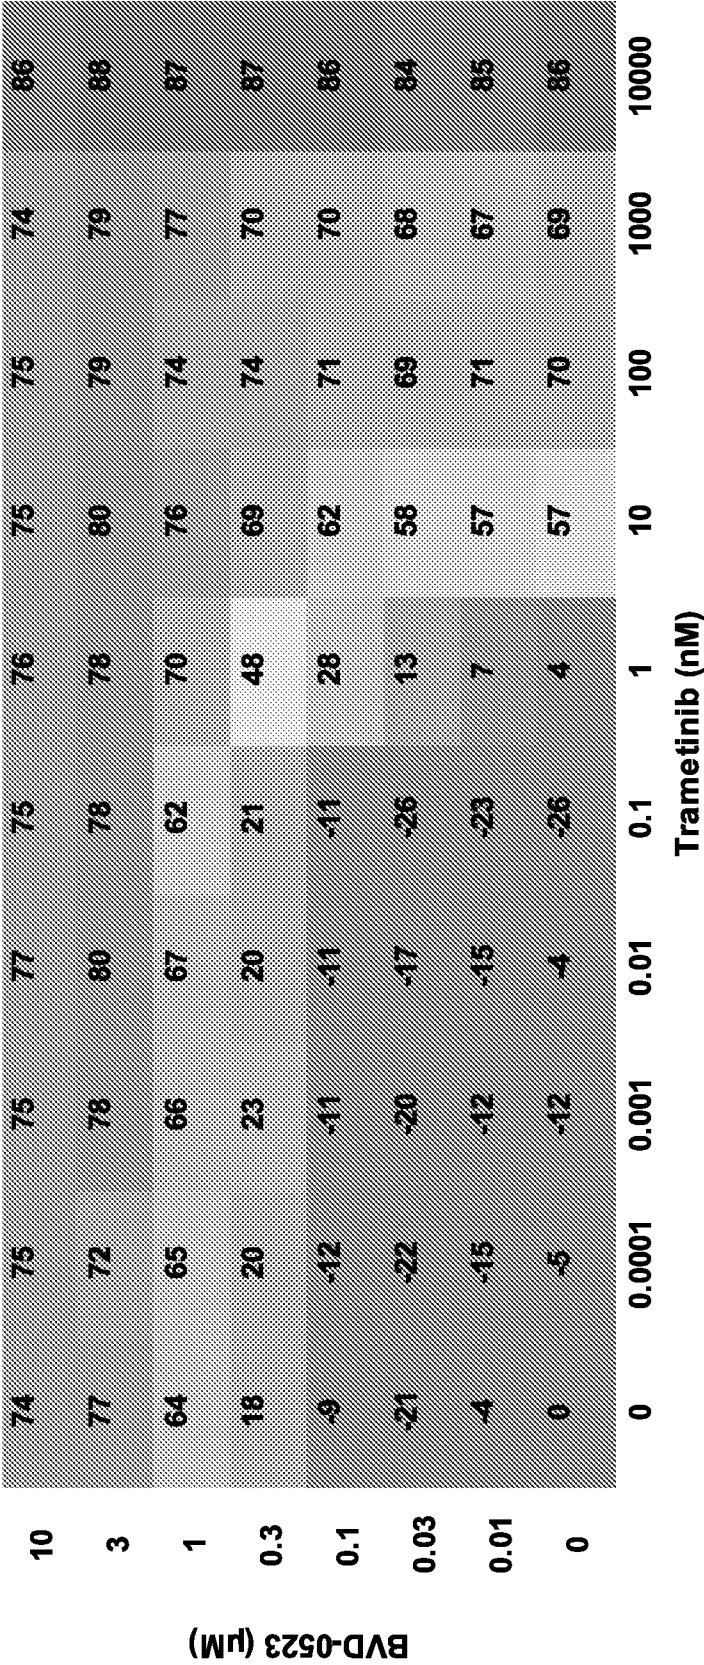 BVD-0523 (µM)
10 74 75 75 77 75 76 75 75 74 86
3 77 72 78 80 78 78 80 79 79 88
1 64 65 66 67 62 70 76 74 77 87
0.3 18 20 23 20 21 48 69 74 70 87
0.1 -9 -12 -11 -11 -11 28 62 71 70 86
0.03 -21 -22 -20 -17 -26 13 58 69 68 84
0.01 -4 -15 -12 -15 -23 7 57 71 67 85
0 0 -5 -12 -4 -26 4 57 70 69 86
0 0.0001 0.001 0.01 0.1 1 10 100 1000 10000
Trametinib (nM)